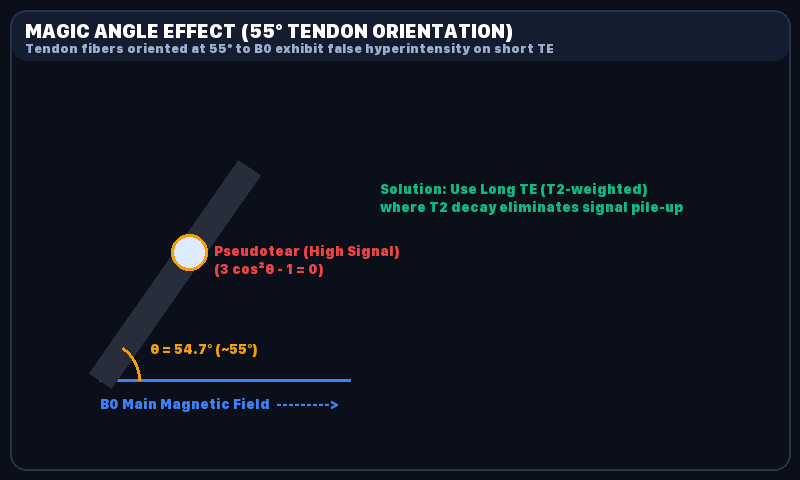 MAGIC ANGLE EFFECT (55° TENDON ORIENTATION)
Tendon fibers oriented at 55° to B0 exhibit false hyperintensity on short TE
Solution: Use Long TE (T2-weighted)
where T2 decay eliminates signal pile-up
Pseudotear (High Signal)
(3 cos²θ - 1 = 0)
θ = 54.7° (~55°)
B0 Main Magnetic Field --------->